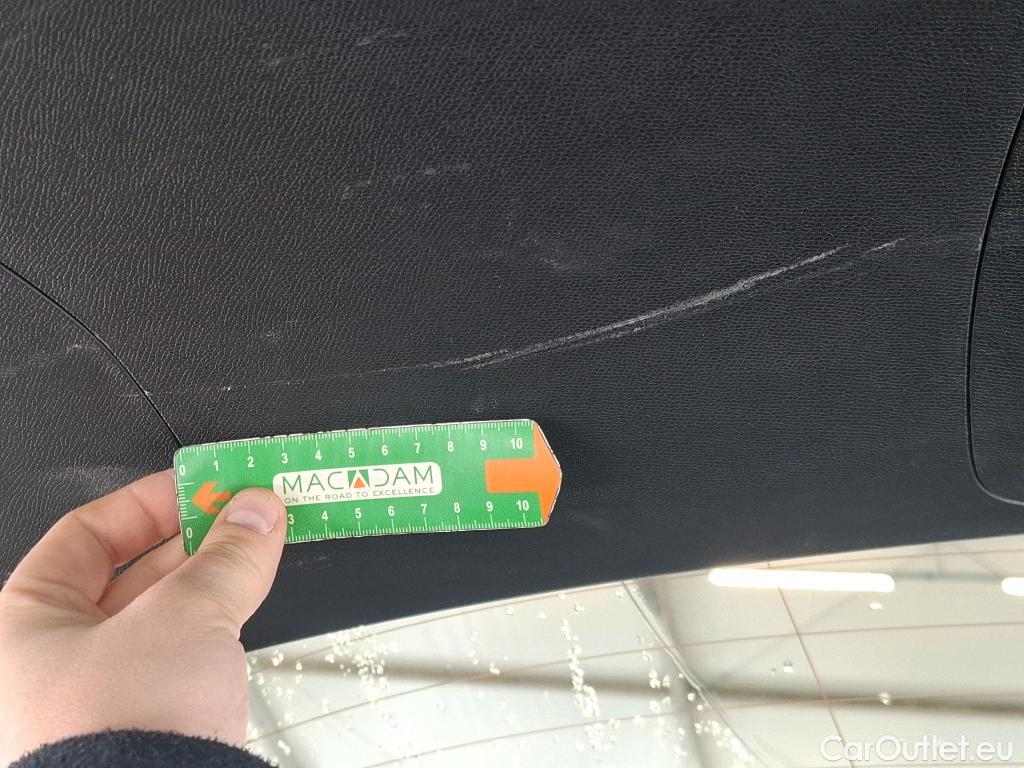 0 1 2 3 4 5 6 7 8 9 10
MACADAM
ON THE ROAD TO EXCELLENCE
0 3 4 5 6 7 8 9 10
CarOutlet.eu